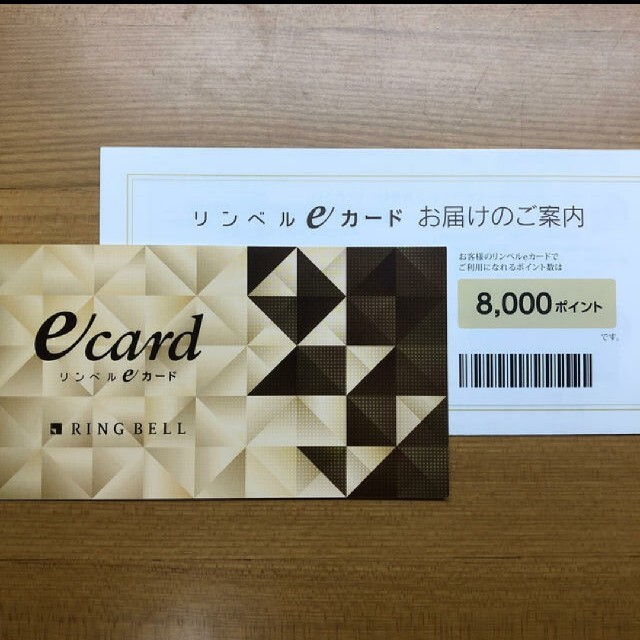 リンベル eカード お届けのご案内
お客様のリンベルeカードで
ご利用になれるポイント数は
8,000ポイント
です。
e card
リンベル eカード
RINGBELL